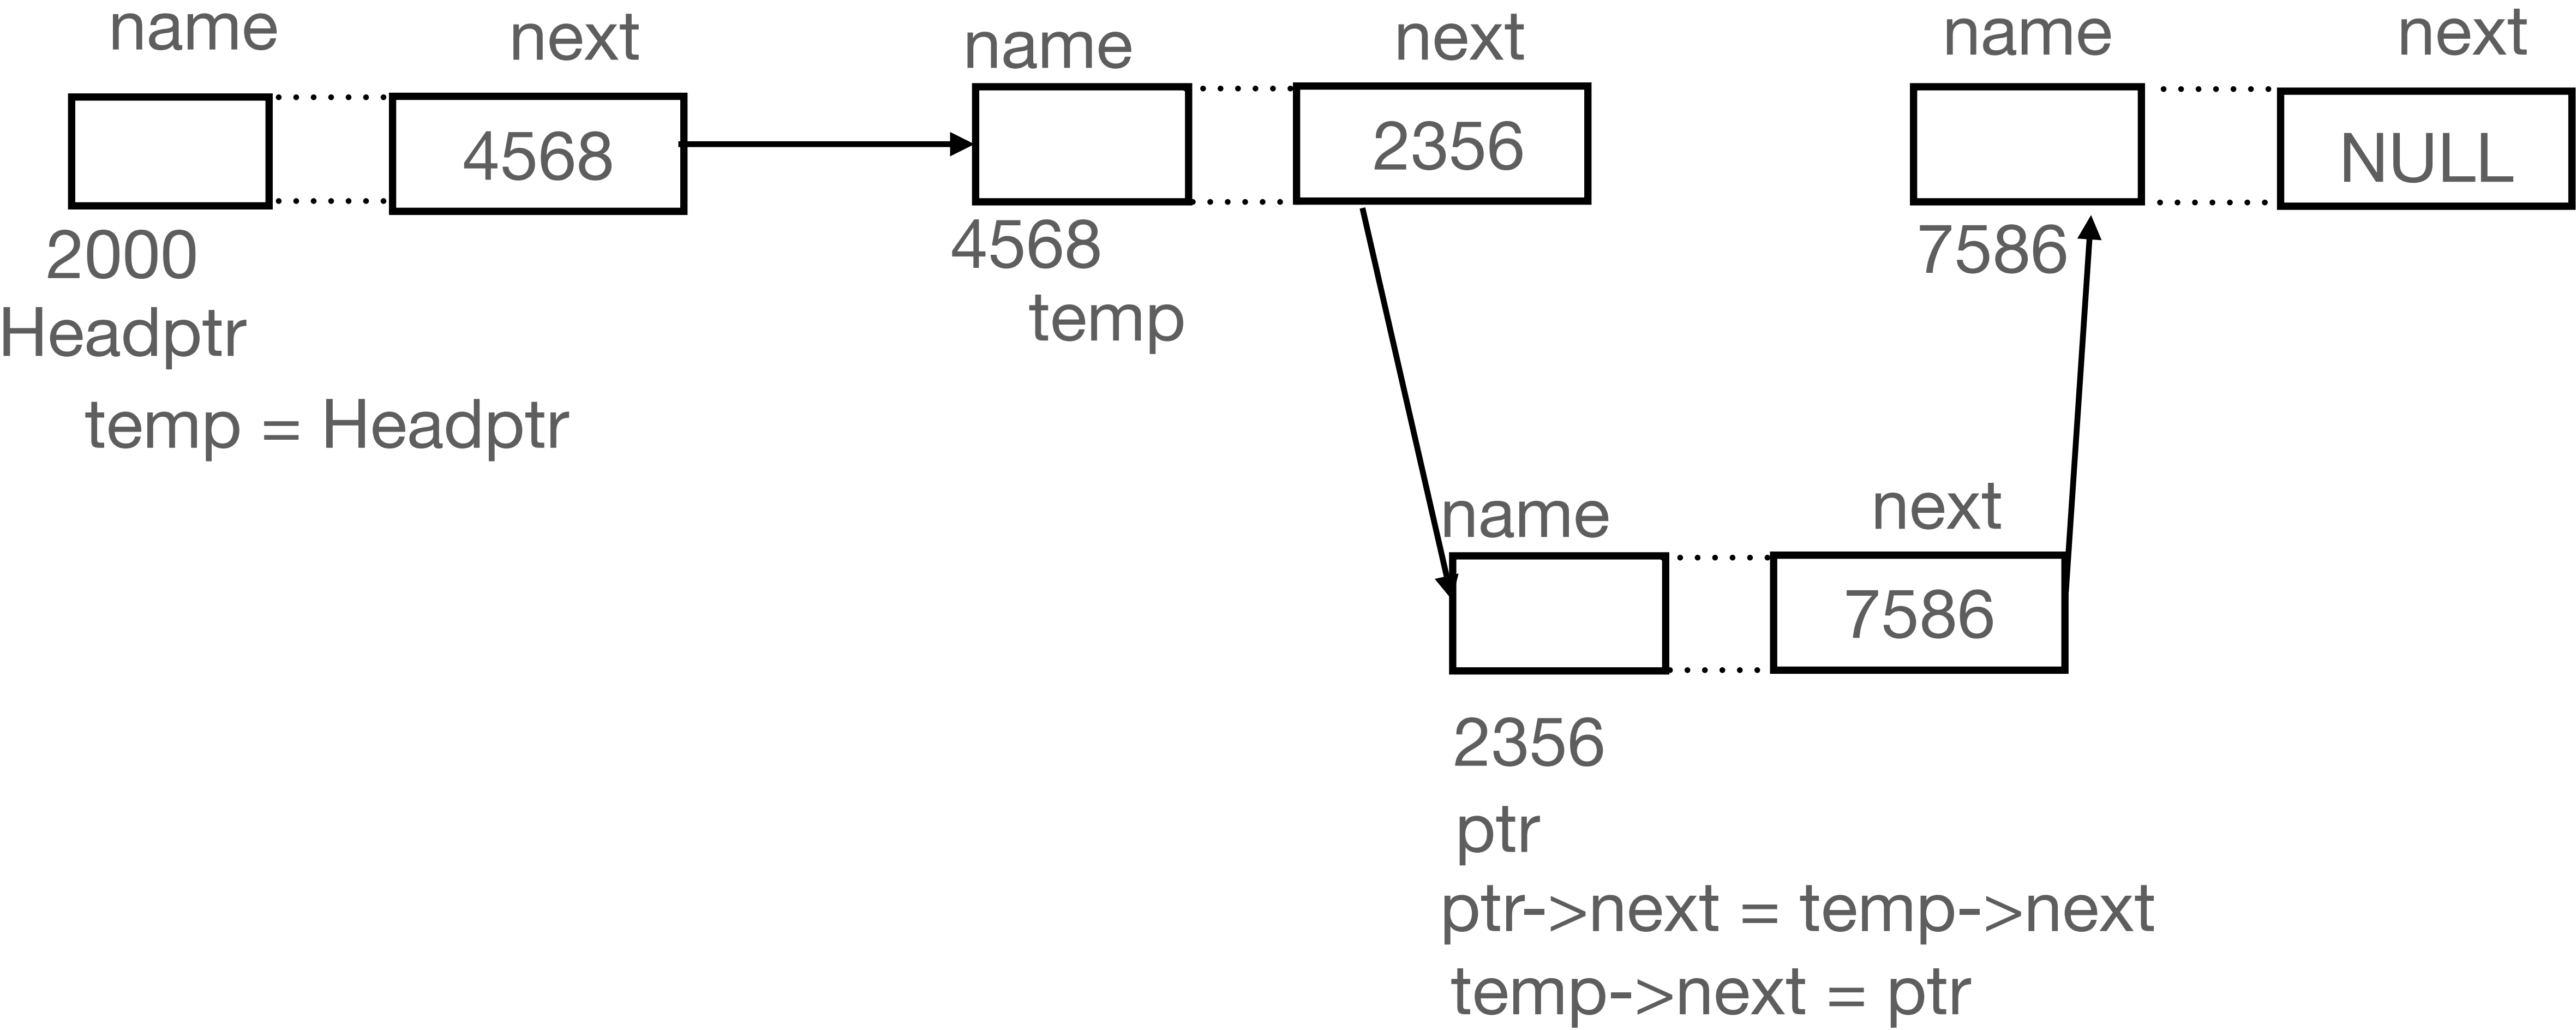 name next name next name next
4568 2356 NULL
2000 4568 7586
Headptr temp
temp = Headptr
name next
7586
2356
ptr
ptr->next = temp->next
temp->next = ptr